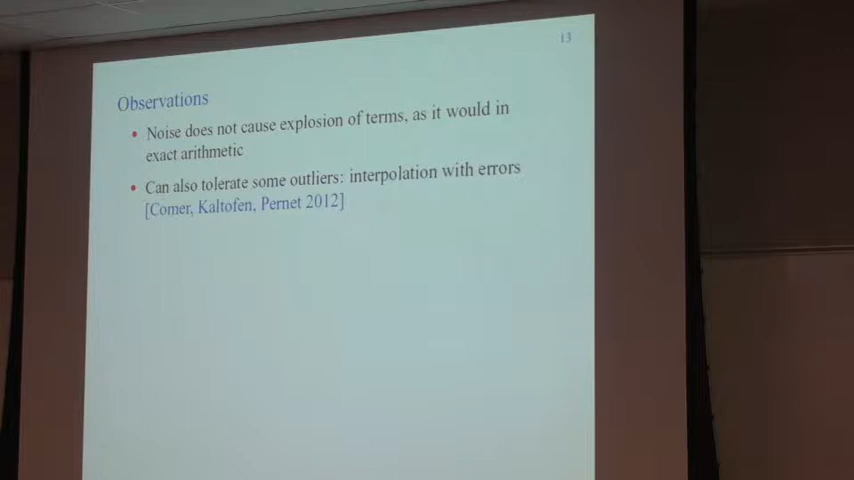 13
Observations
• Noise does not cause explosion of terms, as it would in
exact arithmetic
• Can also tolerate some outliers: interpolation with errors
[Comer, Kaltofen, Pernet 2012]